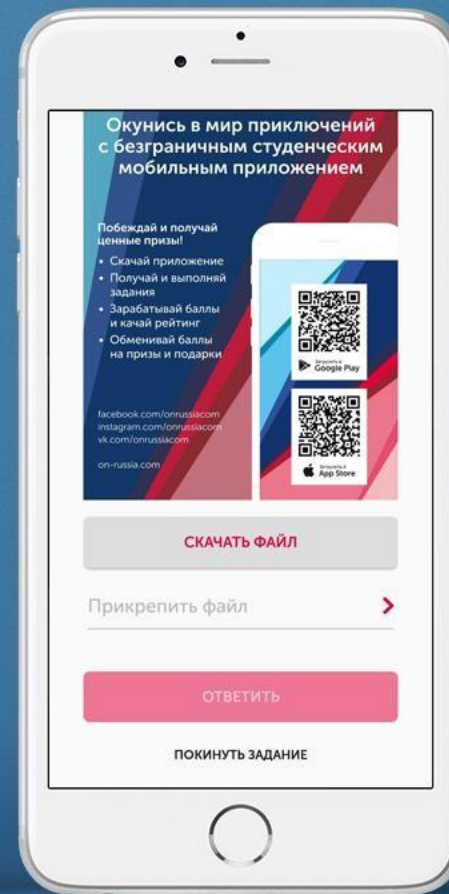 Окунись в мир приключений
с безграничным студенческим
мобильным приложением
Побеждай и получай
ценные призы!
• Скачай приложение
• Получай и выполняй
задания
• Зарабатывай баллы
и качай рейтинг
• Обменивай баллы
на призы и подарки
facebook.com/onrussiacom
instagram.com/onrussiacom
vk.com/onrussiacom
on-russia.com
Загрузить в
Google Play
Загрузить в
App Store
СКАЧАТЬ ФАЙЛ
Прикрепить файл
ОТВЕТИТЬ
ПОКИНУТЬ ЗАДАНИЕ